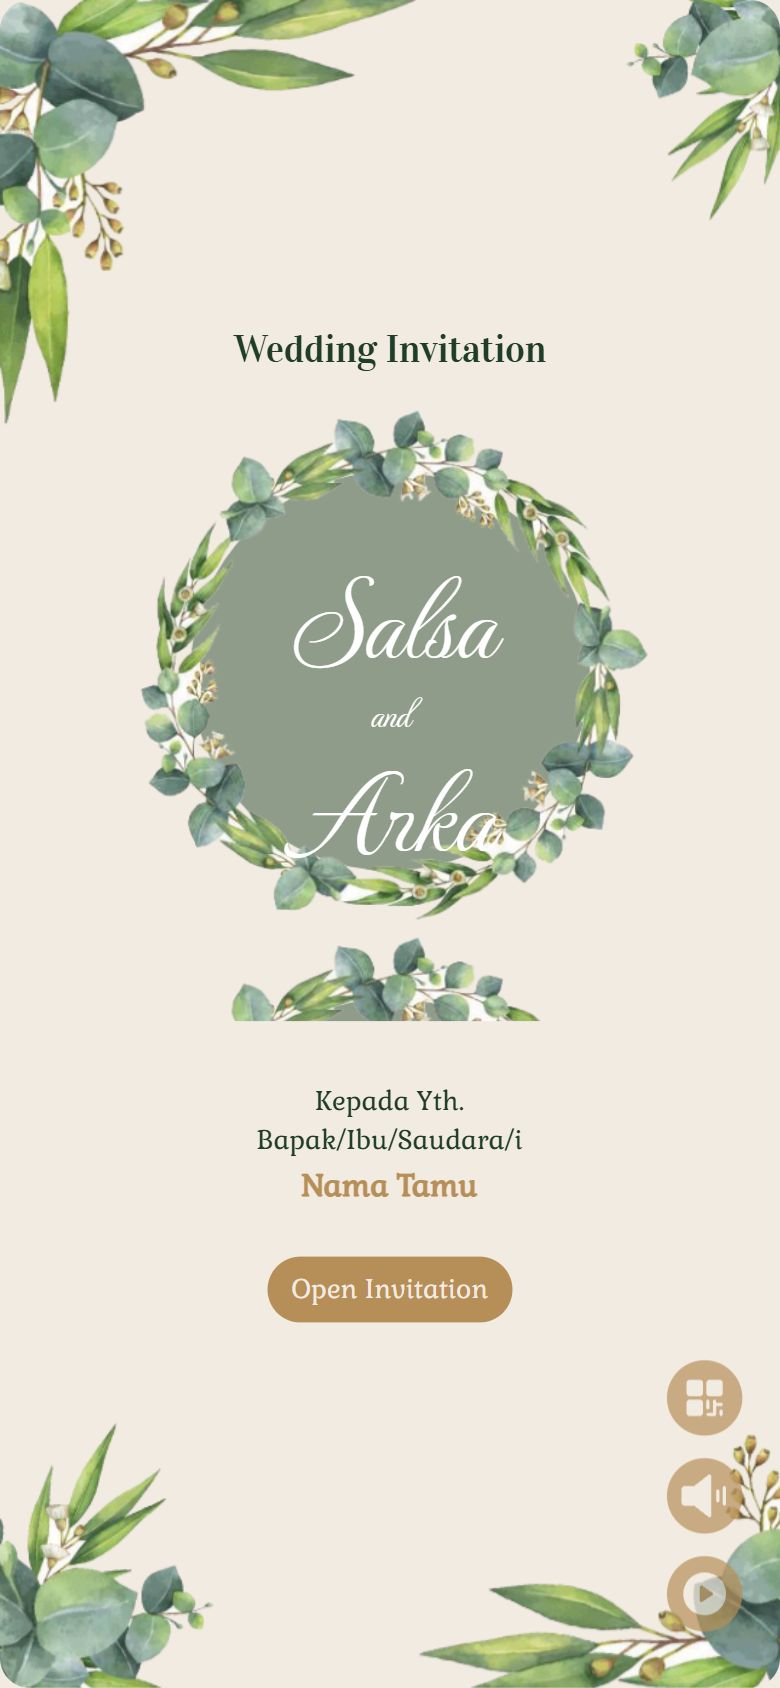 Wedding Invitation
Salsa
and
Arka
Kepada Yth.
Bapak/Ibu/Saudara/i
Nama Tamu
Open Invitation